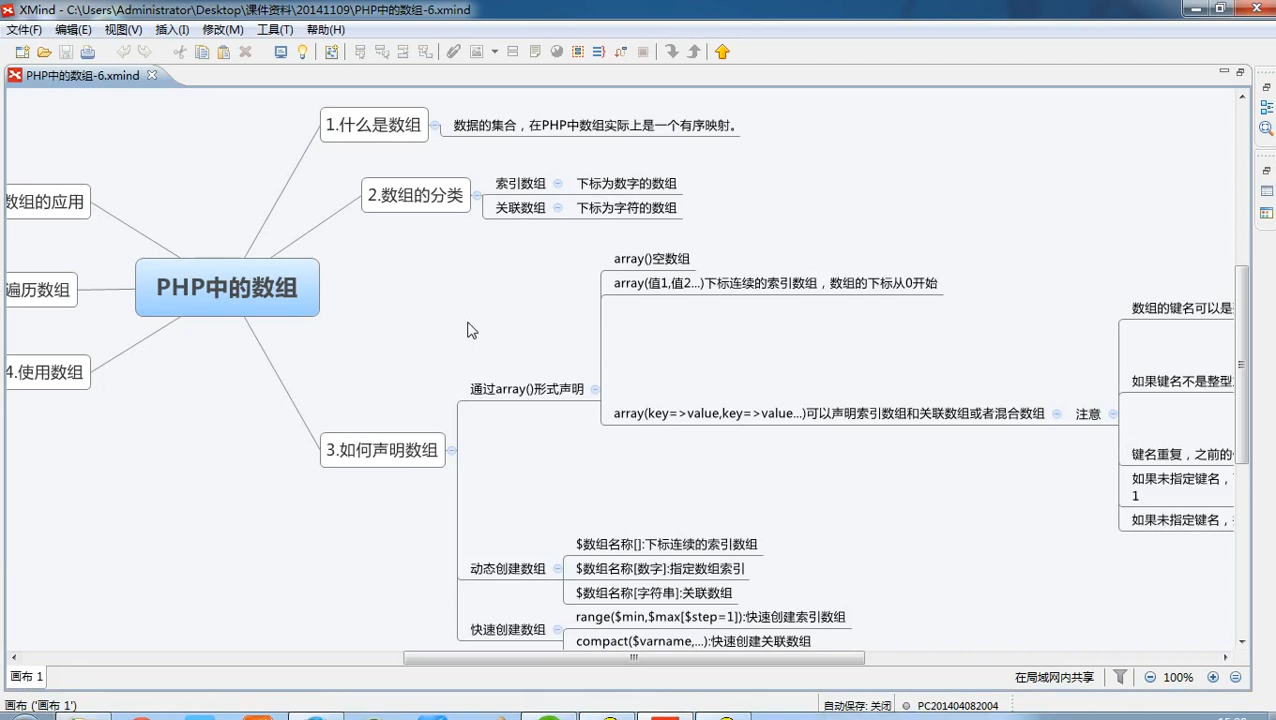 XMind - C:\Users\Administrator\Desktop\课件资料\20141109\PHP中的数组-6.xmind
文件(F) 编辑(E) 视图(V) 插入(I) 修改(M) 工具(T) 帮助(H)
PHP中的数组-6.xmind
1.什么是数组
数据的集合，在PHP中数组实际上是一个有序映射。
2.数组的分类
索引数组
下标为数字的数组
关联数组
下标为字符的数组
数组的应用
PHP中的数组
遍历数组
4.使用数组
3.如何声明数组
通过array()形式声明
array()空数组
array(值1,值2...)下标连续的索引数组，数组的下标从0开始
array(key=>value,key=>value...)可以声明索引数组和关联数组或者混合数组
注意
数组的键名可以是
如果键名不是整型
键名重复，之前的
如果未指定键名，
1
如果未指定键名，
动态创建数组
$数组名称[]:下标连续的索引数组
$数组名称[数字]:指定数组索引
$数组名称[字符串]:关联数组
快速创建数组
range($min,$max[$step=1]):快速创建索引数组
compact($varname,...):快速创建关联数组
画布 1
在局域网内共享
100%
画布 ('画布 1')
自动保存: 关闭
PC201404082004